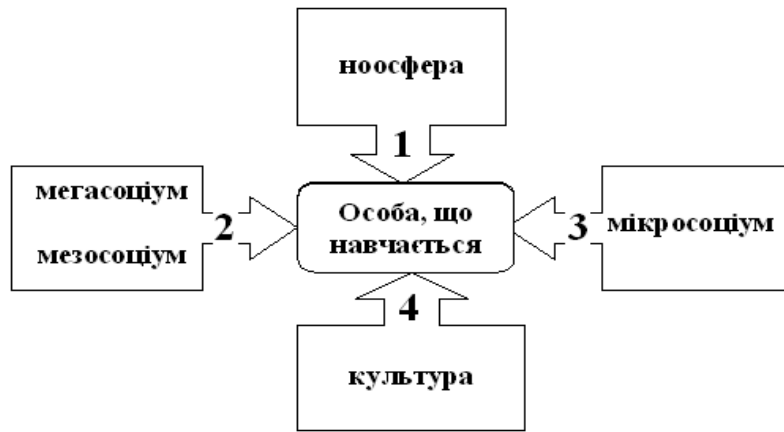 ноосфера
1
мегасоціум
мезосоціум
2
Особа, що
навчається
3
мікросоціум
4
культура